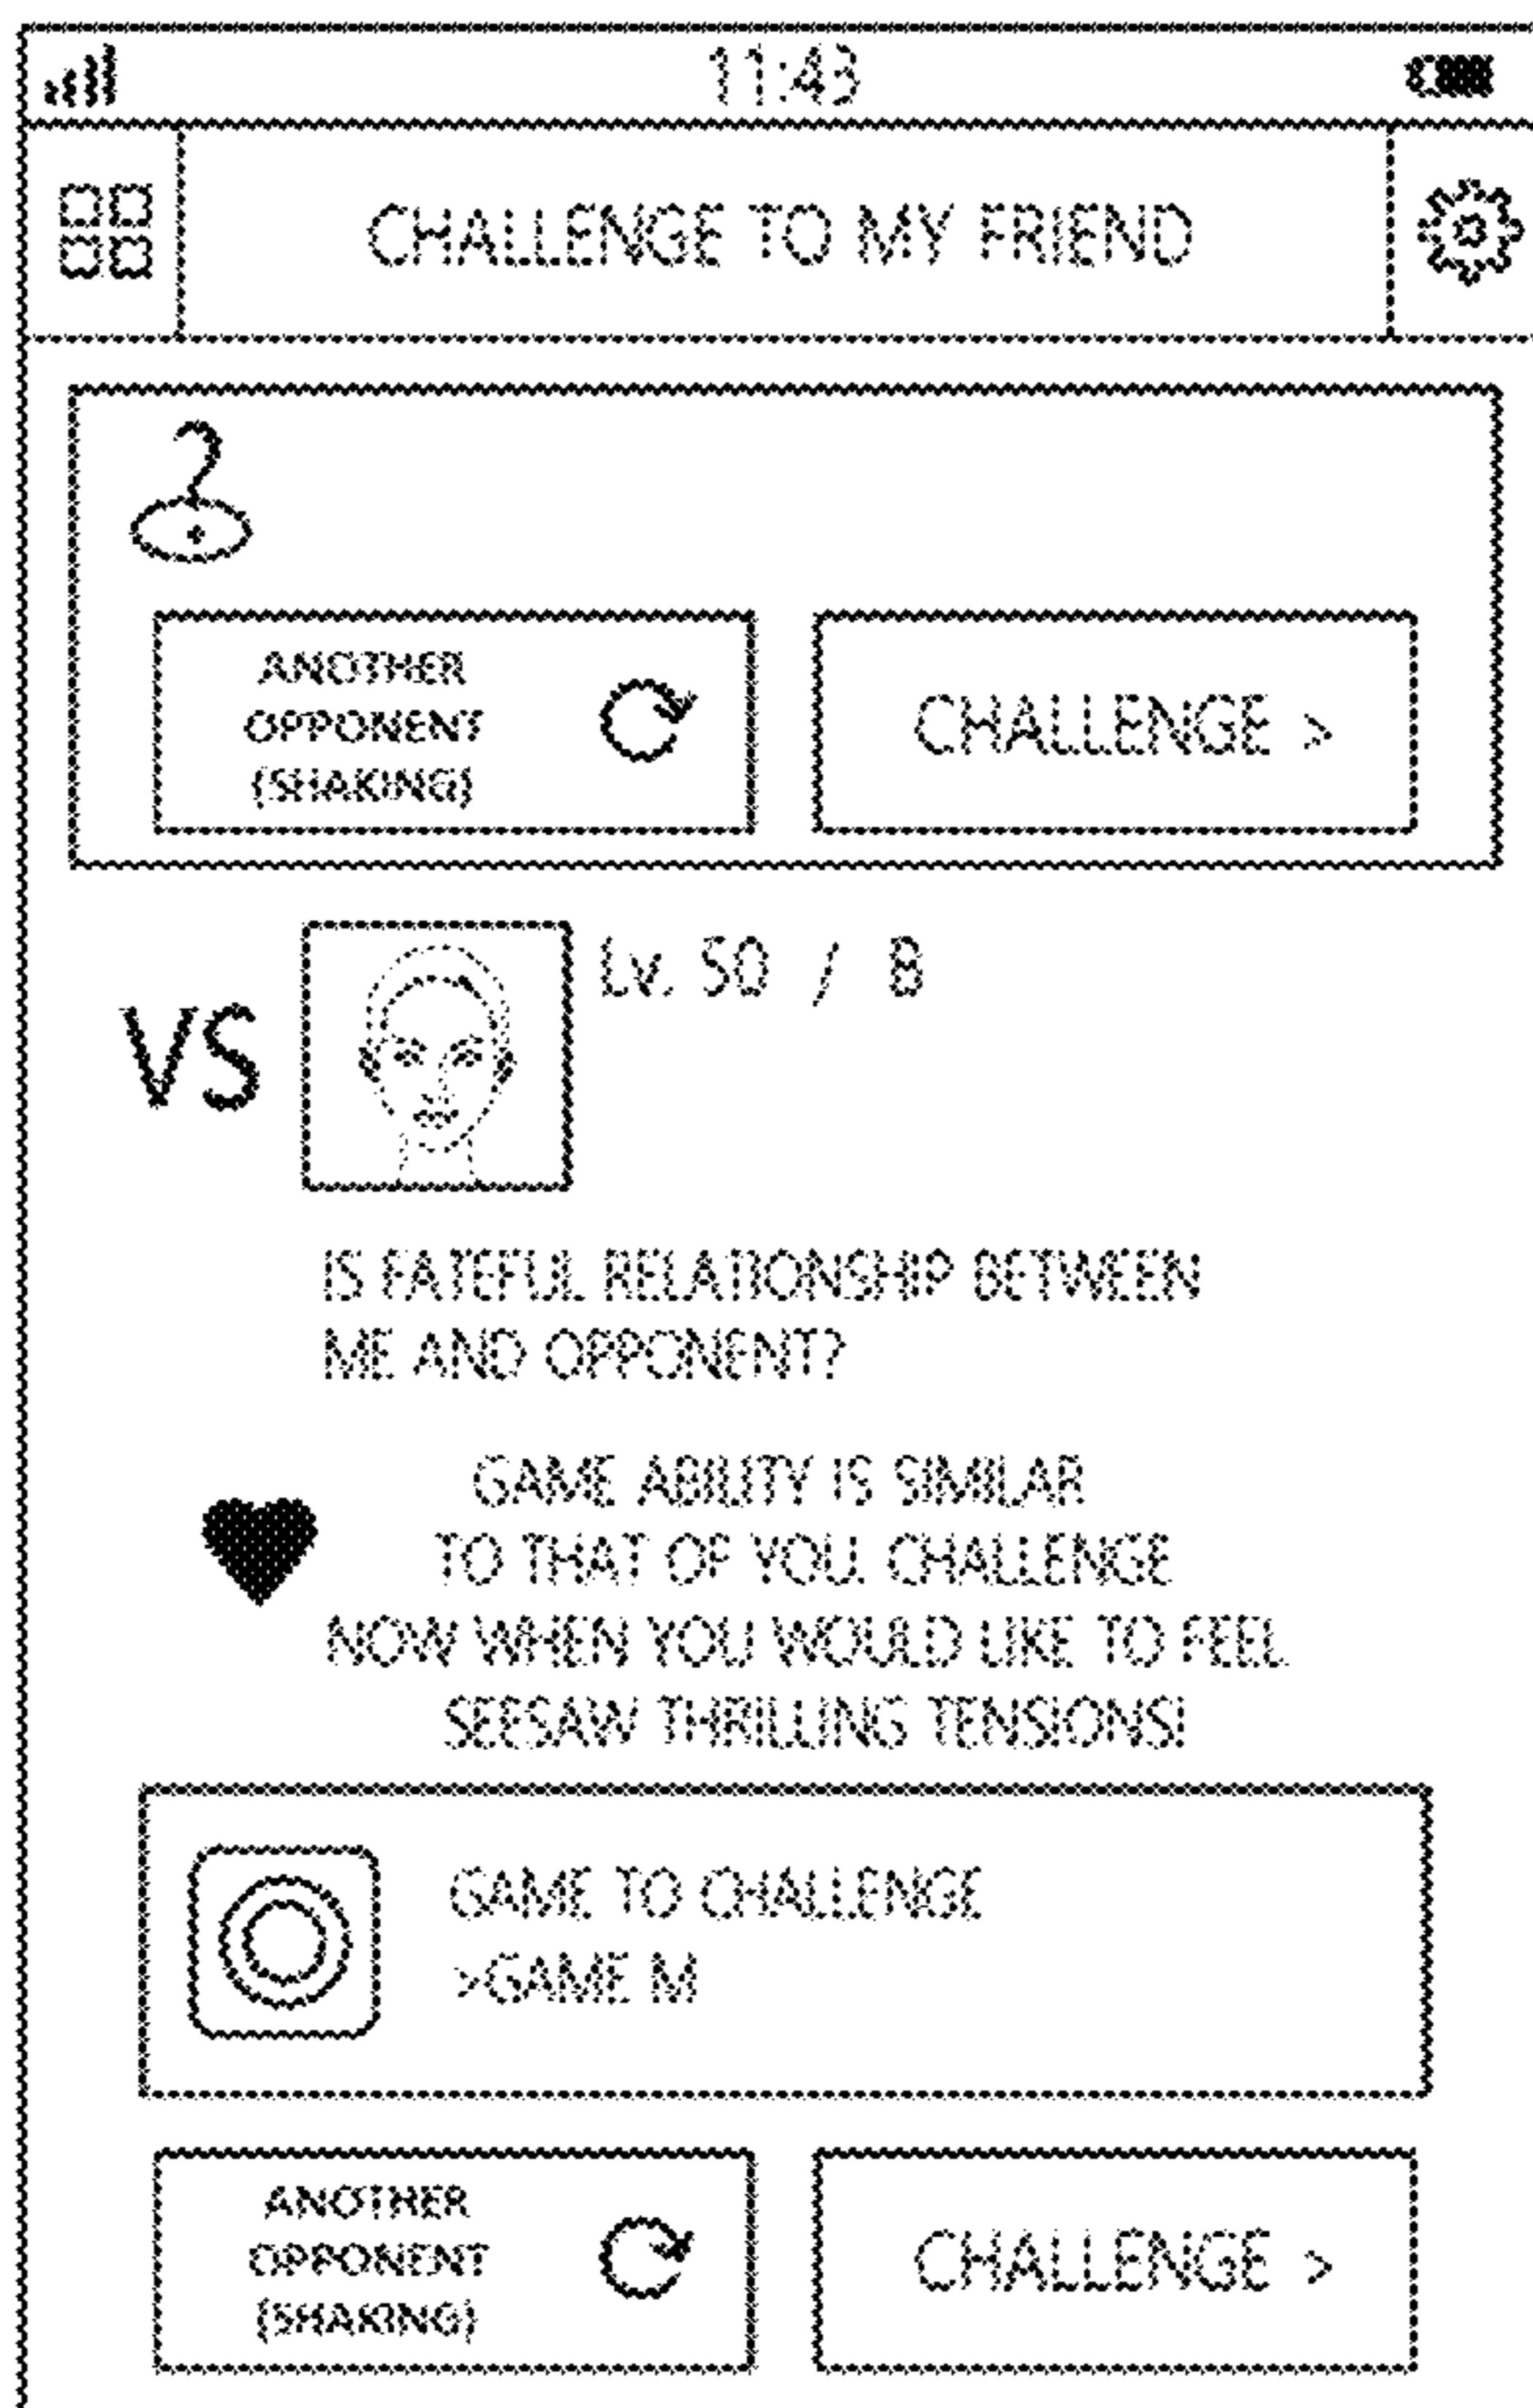 11:43
CHALLENGE TO MY FRIEND
ANOTHER
OPPONENT
(SHAKING)
CHALLENGE >
VS
Lv. 50 / B
IS FATEFUL RELATIONSHIP BETWEEN
ME AND OPPONENT?
GAME ABILITY IS SIMILAR
TO THAT OF YOU. CHALLENGE
NOW WHEN YOU WOULD LIKE TO FEEL
SEESAW THRILLING TENSIONS!
GAME TO CHALLENGE
>GAME M
ANOTHER
OPPONENT
(SHAKING)
CHALLENGE >